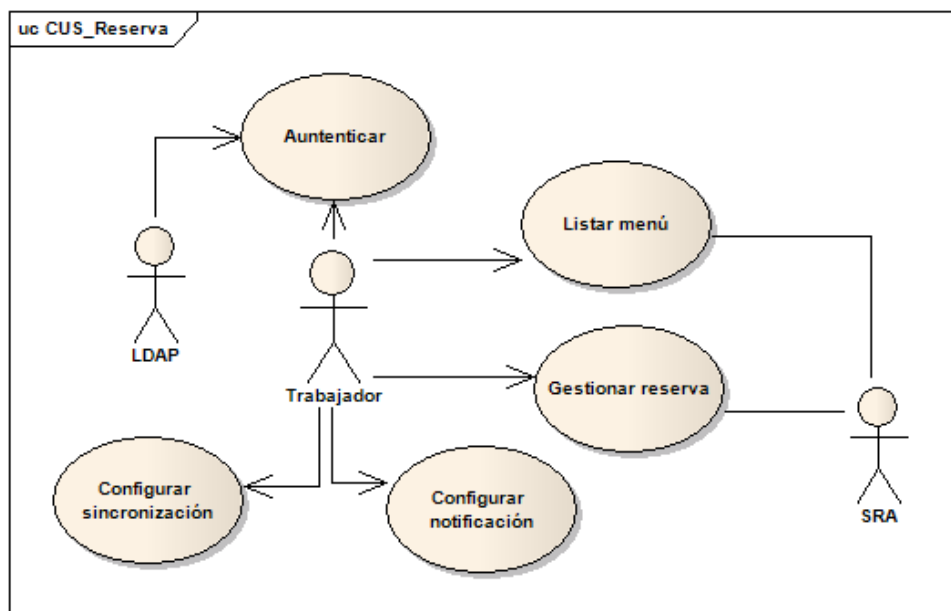 uc CUS_Reserva
Auntenticar
Listar menú
LDAP
Trabajador
Gestionar reserva
Configurar
sincronización
Configurar
notificación
SRA